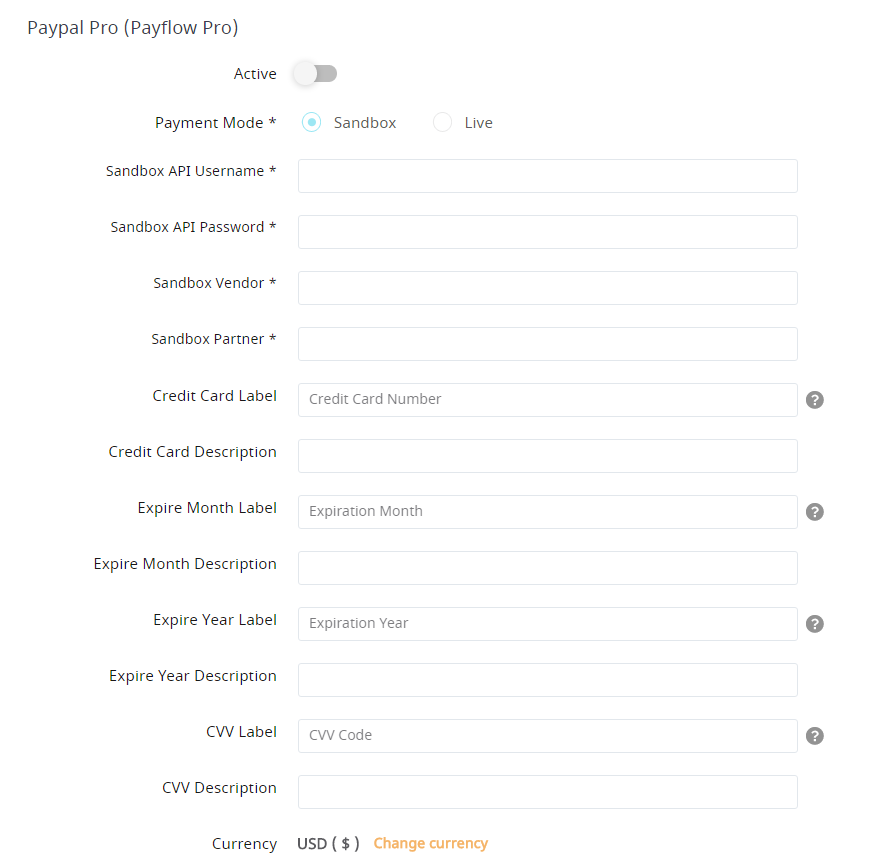 Paypal Pro (Payflow Pro)
Active
Payment Mode * Sandbox Live
Sandbox API Username *
Sandbox API Password *
Sandbox Vendor *
Sandbox Partner *
Credit Card Label Credit Card Number ?
Credit Card Description
Expire Month Label Expiration Month ?
Expire Month Description
Expire Year Label Expiration Year ?
Expire Year Description
CVV Label CVV Code ?
CVV Description
Currency USD ( $ ) Change currency